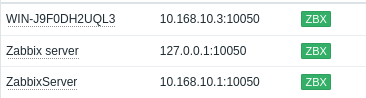 WIN-J9F0DH2UQL3 10.168.10.3:10050 ZBX
Zabbix server 127.0.0.1:10050 ZBX
ZabbixServer 10.168.10.1:10050 ZBX